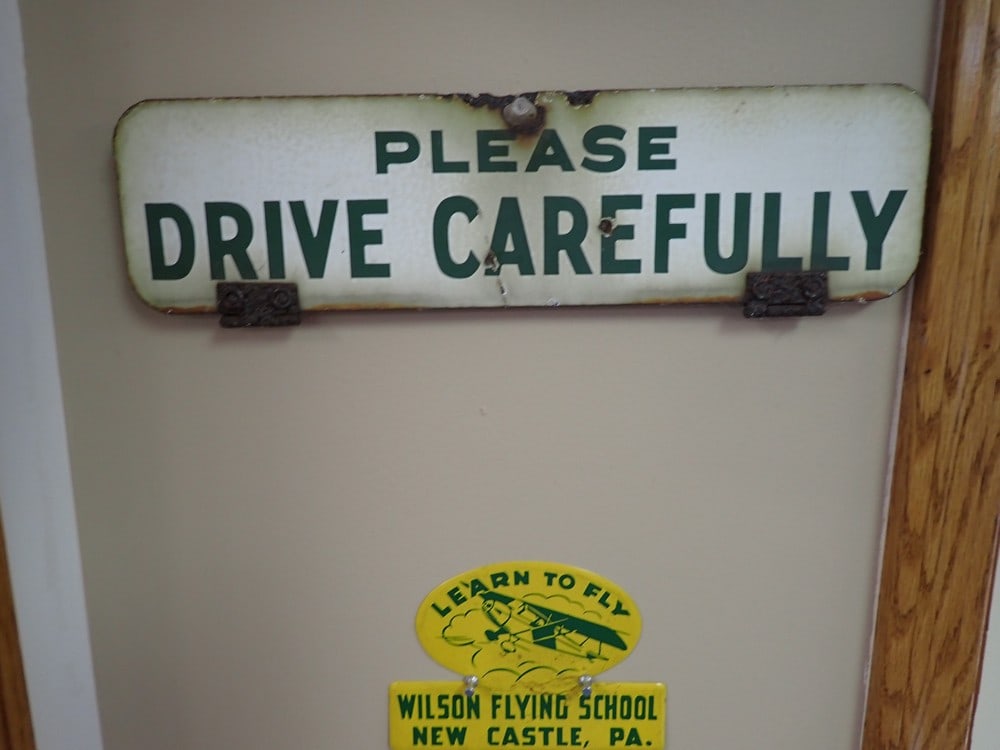 PLEASE
DRIVE CAREFULLY
LEARN TO FLY
WILSON FLYING SCHOOL
NEW CASTLE, PA.